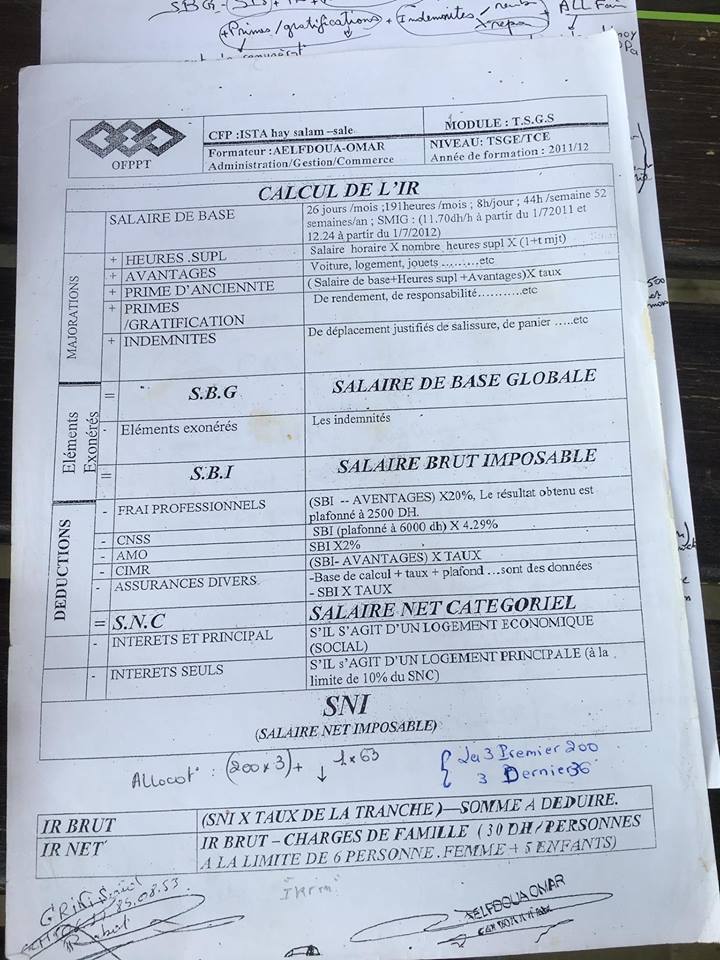 S.B.G
+ Primes /gratifications + Indemnités
OFPPT
CFP :ISTA hay salam –sale
MODULE : T.S.G.S
Formateur :AELFDOUA-OMAR
Administration/Gestion/Commerce
NIVEAU: TSGE/TCE
Année de formation : 2011/12
CALCUL DE L'IR
SALAIRE DE BASE
26 jours /mois ;191heures /mois ; 8h/jour ; 44h /semaine 52
semaines/an ; SMIG : (11.70dh/h à partir du 1/72011 et
12.24 à partir du 1/7/2012)
MAJORATIONS
+ HEURES .SUPL
Salaire horaire X nombre heures supl X (1+t mjt)
+ AVANTAGES
Voiture, logement, jouets ………etc
+ PRIME D'ANCIENNTE
( Salaire de base+Heures supl +Avantages)X taux
+ PRIMES
/GRATIFICATION
De rendement, de responsabilité………..etc
+ INDEMNITES
De déplacement justifiés de salissure, de panier …..etc
= S.B.G
SALAIRE DE BASE GLOBALE
Eléments
Exonérés
- Eléments exonérés
Les indemnités
= S.B.I
SALAIRE BRUT IMPOSABLE
DEDUCTIONS
- FRAI PROFESSIONNELS
(SBI -- AVENTAGES) X20%, Le résultat obtenu est
plafonné à 2500 DH.
- CNSS
SBI (plafonné à 6000 dh) X 4.29%
- AMO
SBI X2%
- CIMR
(SBI- AVANTAGES) X TAUX
- ASSURANCES DIVERS
-Base de calcul + taux + plafond …sont des données
- SBI X TAUX
= S.N.C
SALAIRE NET CATEGORIEL
- INTERETS ET PRINCIPAL
S'IL S'AGIT D'UN LOGEMENT ECONOMIQUE
(SOCIAL)
- INTERETS SEULS
S'IL s'AGIT D'UN LOGEMENT PRINCIPALE (à la
limite de 10% du SNC)
SNI
(SALAIRE NET IMPOSABLE)
Allocat° : (200 x 3) + 1 x 63
Les 3 Premier 200
3 Dernier 36
IR BRUT
(SNI X TAUX DE LA TRANCHE)—SOMME A DEDUIRE.
IR NET
IR BRUT – CHARGES DE FAMILLE ( 30 DH/PERSONNES
A LA LIMITE DE 6 PERSONNE. FEMME + 5 ENFANTS)
AELFDOUA OMAR